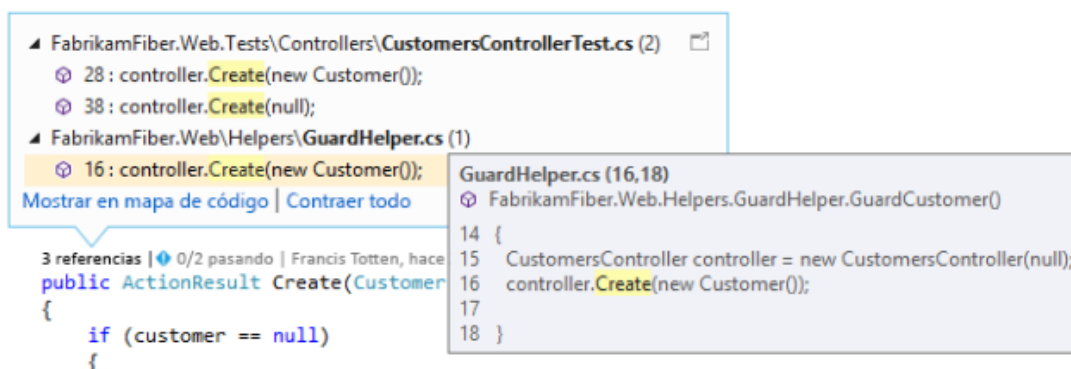 FabrikamFiber.Web.Tests\Controllers\CustomersControllerTest.cs (2)
28 : controller.Create(new Customer());
38 : controller.Create(null);
FabrikamFiber.Web\Helpers\GuardHelper.cs (1)
16 : controller.Create(new Customer());
Mostrar en mapa de código | Contraer todo
GuardHelper.cs (16,18)
FabrikamFiber.Web.Helpers.GuardHelper.GuardCustomer()
14 {
15 CustomersController controller = new CustomersController(null);
16 controller.Create(new Customer());
17
18 }
3 referencias | 0/2 pasando | Francis Totten, hace
public ActionResult Create(Customer
{
if (customer == null)
{